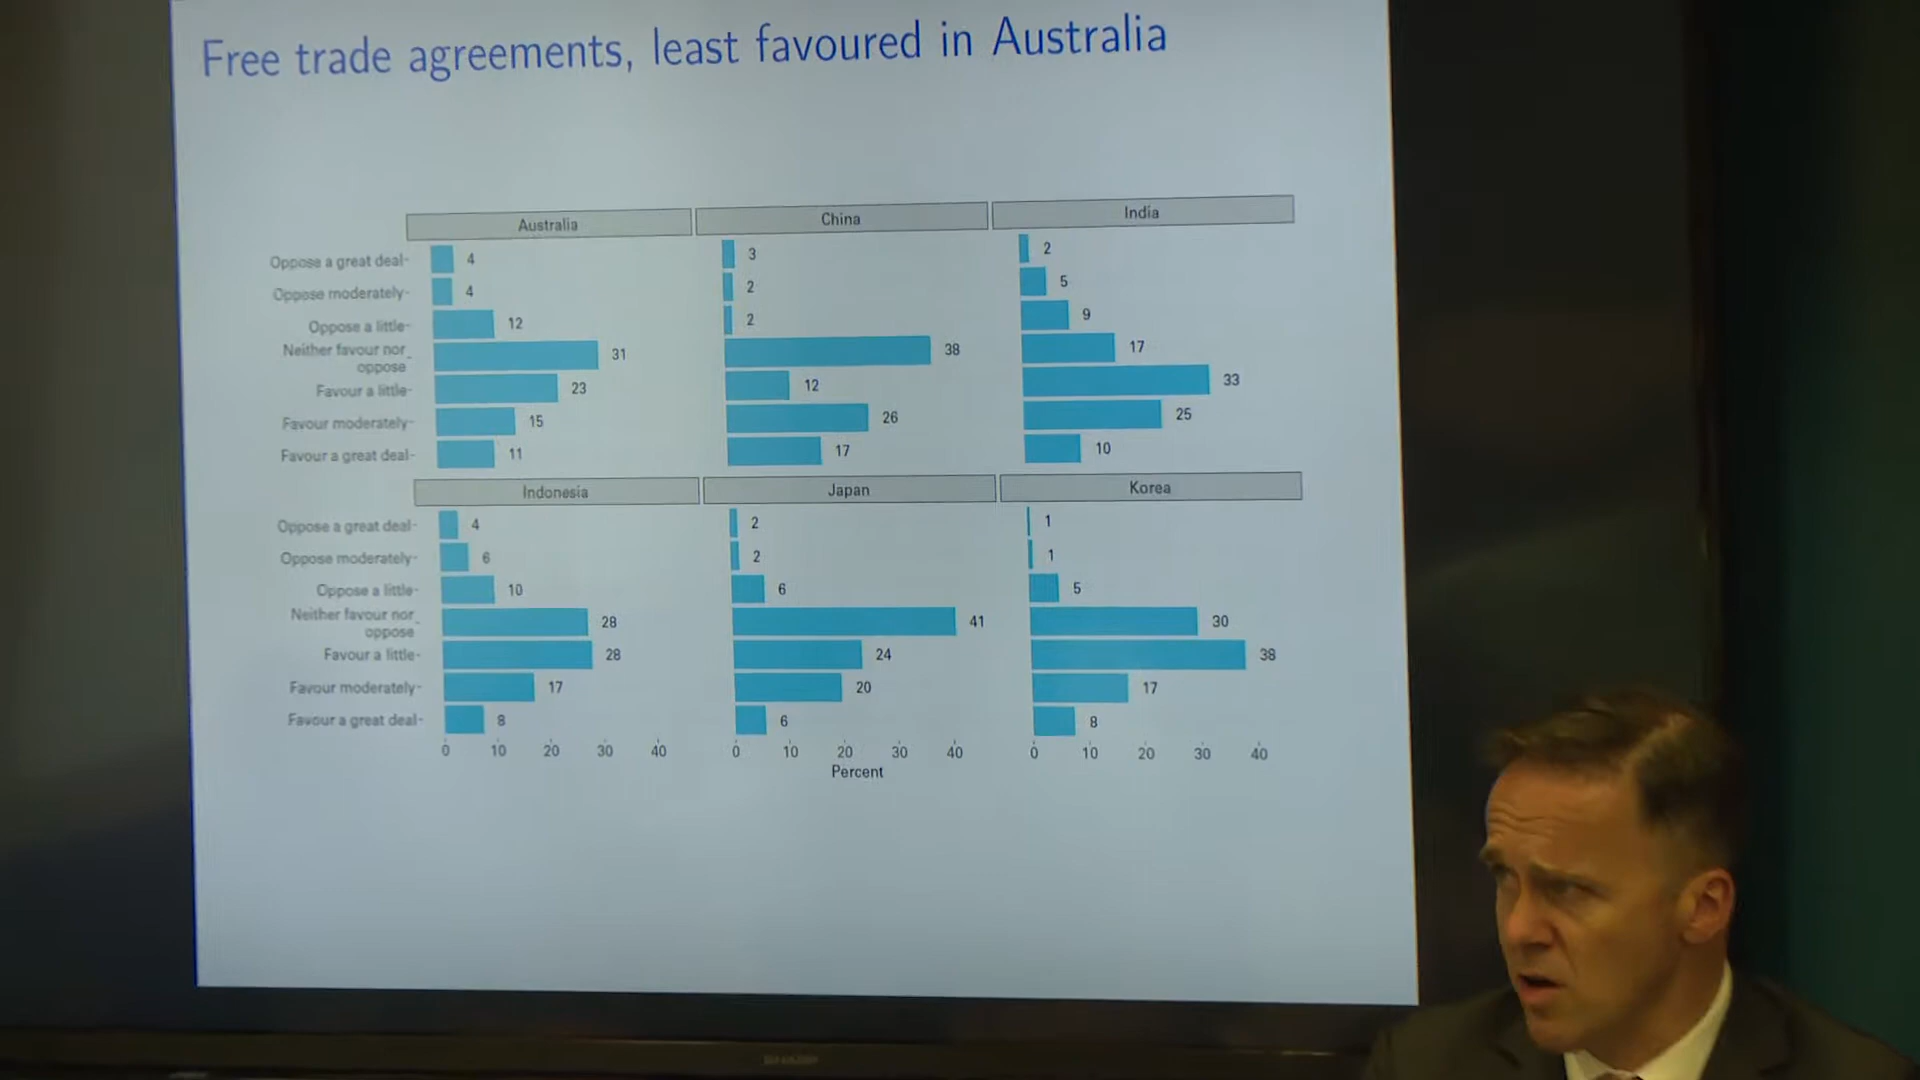 Free trade agreements, least favoured in Australia
Australia
China
India
Oppose a great deal
4
3
2
Oppose moderately
4
2
5
Oppose a little
12
2
9
Neither favour nor
oppose
31
38
17
Favour a little
23
12
33
Favour moderately
15
26
25
Favour a great deal
11
17
10
Indonesia
Japan
Korea
Oppose a great deal
4
2
1
Oppose moderately
6
2
1
Oppose a little
10
6
5
Neither favour nor
oppose
28
41
30
Favour a little
28
24
38
Favour moderately
17
20
17
Favour a great deal
8
6
8
0 10 20 30 40
0 10 20 30 40
0 10 20 30 40
Percent